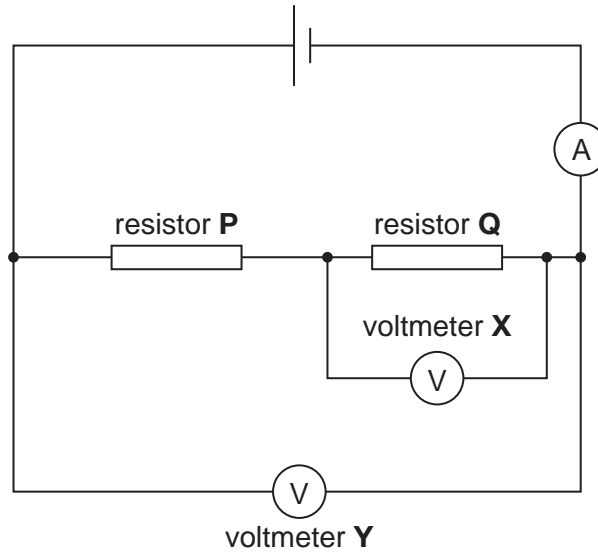 A
resistor P
resistor Q
voltmeter X
V
V
voltmeter Y